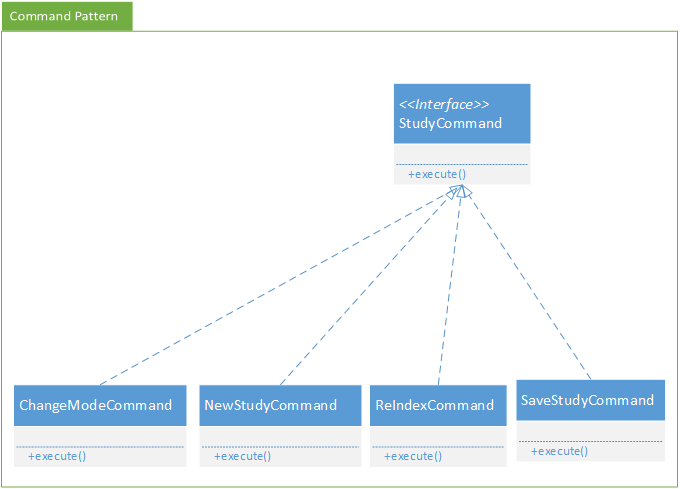 Command Pattern
<<Interface>>
StudyCommand
+execute()
ChangeModeCommand
NewStudyCommand
ReIndexCommand
SaveStudyCommand
+execute()
+execute()
+execute()
+execute()